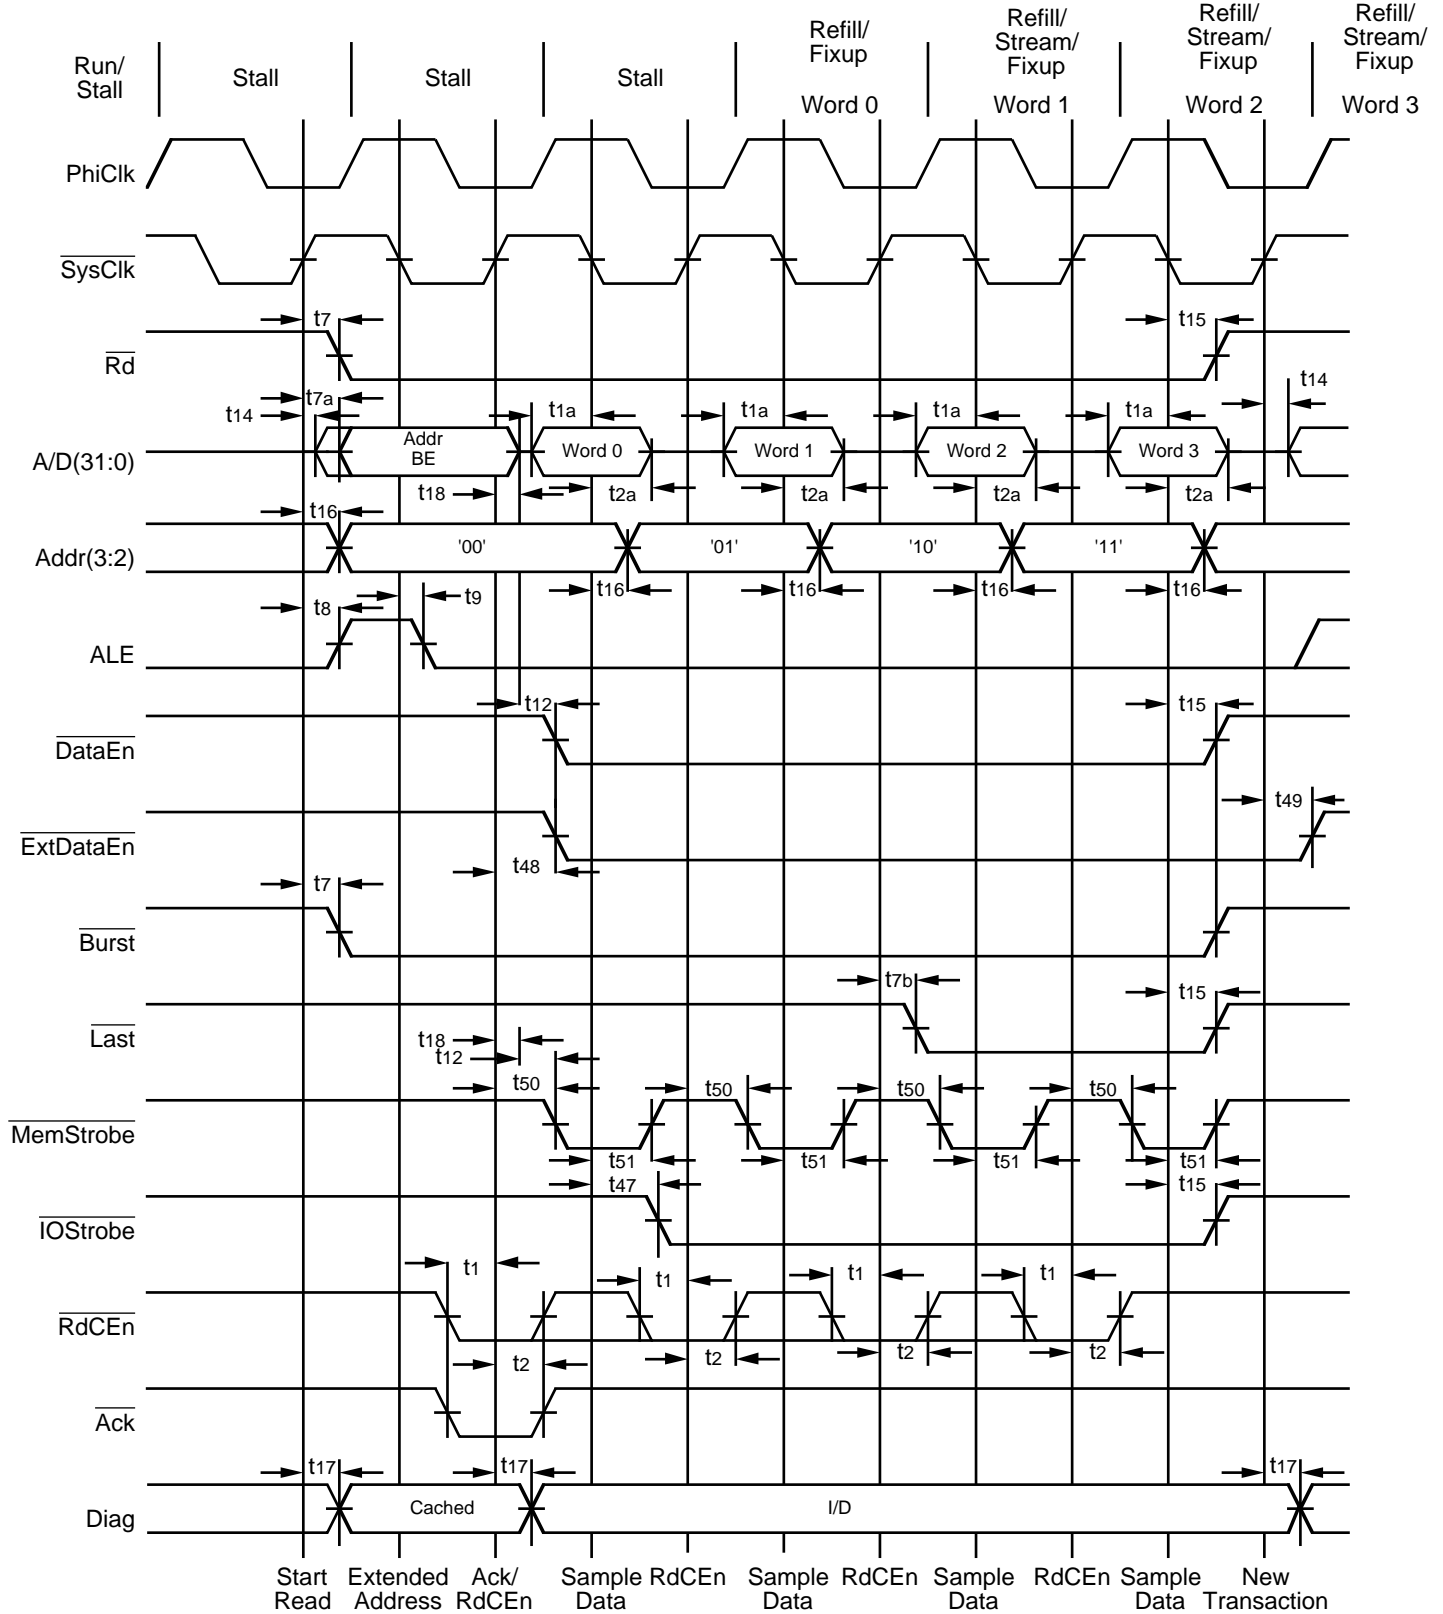 Run/
Stall
Stall
Stall
Stall
Refill/
Fixup
Word 0
Refill/
Stream/
Fixup
Word 1
Refill/
Stream/
Fixup
Word 2
Refill/
Stream/
Fixup
Word 3
PhiClk
SysClk
t7
t15
Rd
t7a
t14
t1a
t1a
t1a
t1a
t14
A/D(31:0)
Addr
BE
Word 0
Word 1
Word 2
Word 3
t18
t2a
t2a
t2a
t2a
t16
Addr(3:2)
'00'
'01'
'10'
'11'
t16
t16
t16
t16
t8
t9
ALE
t12
t15
DataEn
t49
ExtDataEn
t48
t7
Burst
t7b
t15
Last
t18
t12
t50
t50
t50
t50
MemStrobe
t51
t51
t51
t51
t47
t15
IOStrobe
t1
t1
t1
t1
RdCEn
t2
t2
t2
t2
Ack
t17
t17
t17
Diag
Cached
I/D
Start
Read
Extended
Address
Ack/
RdCEn
Sample
Data
RdCEn
Sample
Data
RdCEn
Sample
Data
RdCEn
Sample
Data
New
Transaction